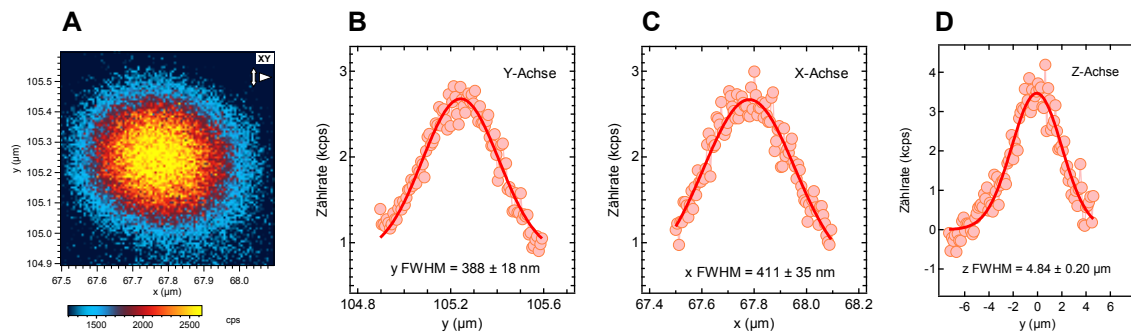 A
XY
105.5
105.4
105.3
105.2
105.1
105.0
104.9
y (µm)
67.5 67.6 67.7 67.8 67.9 68.0
x (µm)
1500 2000 2500 cps
B
Y-Achse
3
2
1
Zählrate (kcps)
y FWHM = 388 ± 18 nm
104.8 105.2 105.6
y (µm)
C
X-Achse
3
2
1
Zählrate (kcps)
x FWHM = 411 ± 35 nm
67.4 67.6 67.8 68.0 68.2
x (µm)
D
Z-Achse
4
3
2
1
0
-1
Zählrate (kcps)
z FWHM = 4.84 ± 0.20 µm
-6 -4 -2 0 2 4 6
y (µm)